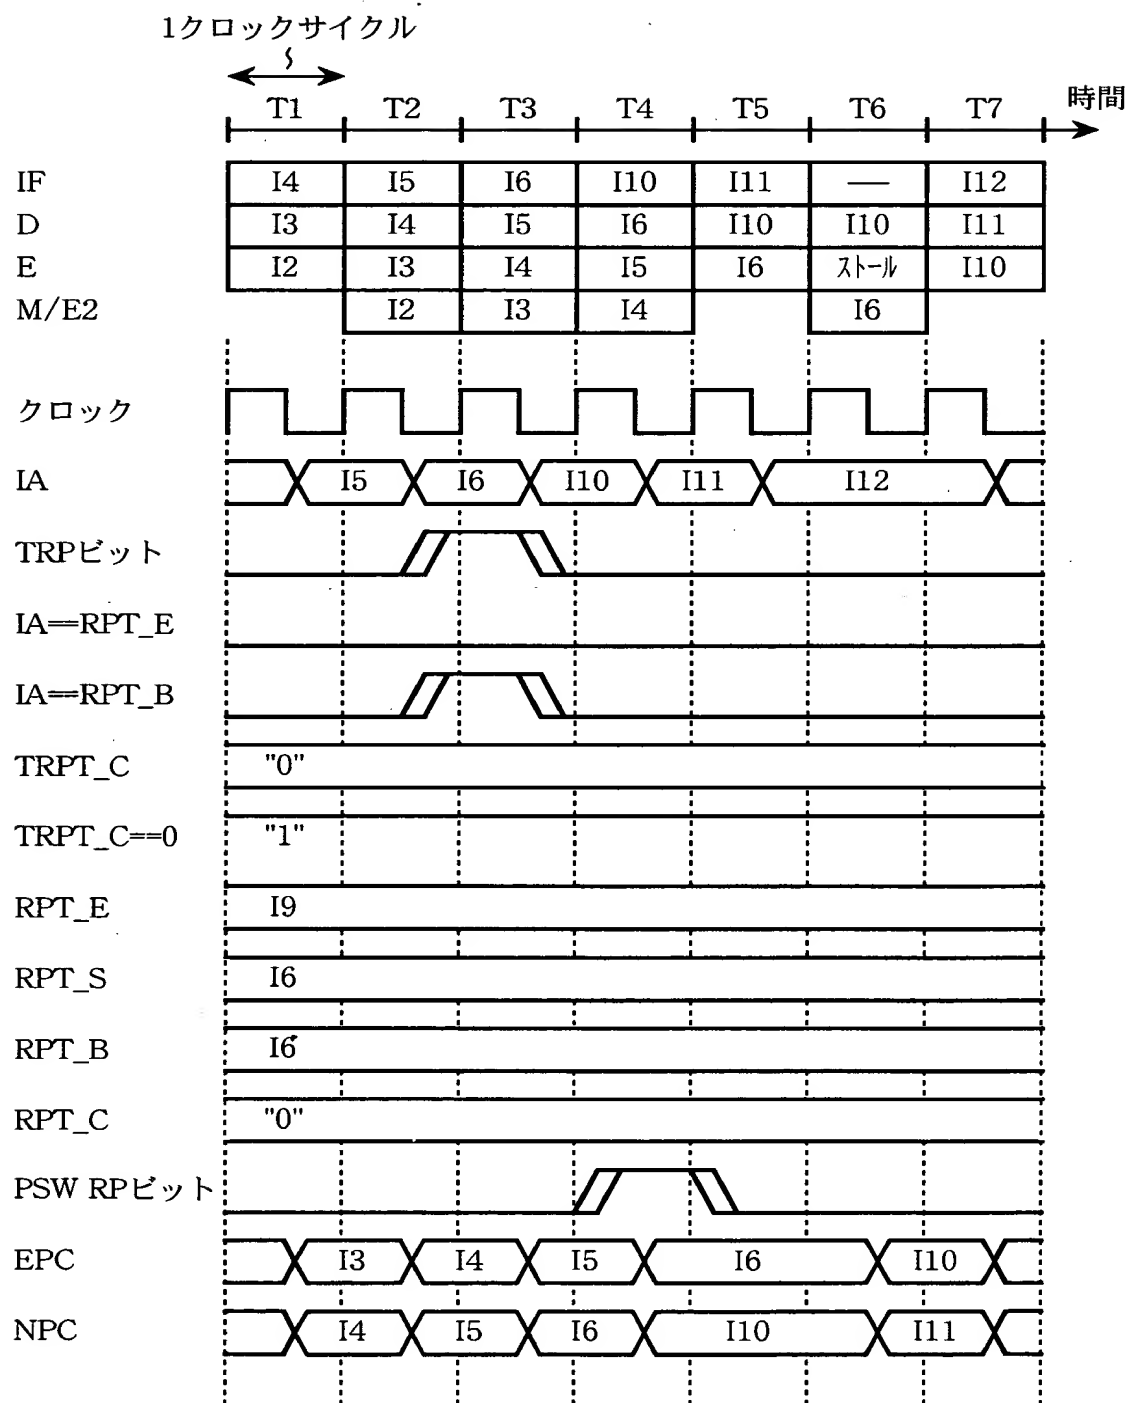 1クロックサイクル
T1 T2 T3 T4 T5 T6 T7 時間
IF I4 I5 I6 I10 I11 — I12
D I3 I4 I5 I6 I10 I10 I11
E I2 I3 I4 I5 I6 ストール I10
M/E2 I2 I3 I4 I6
クロック
IA I5 I6 I10 I11 I12
TRPビット
IA==RPT_E
IA==RPT_B
TRPT_C "0"
TRPT_C==0 "1"
RPT_E I9
RPT_S I6
RPT_B I6
RPT_C "0"
PSW RPビット
EPC I3 I4 I5 I6 I10
NPC I4 I5 I6 I10 I11